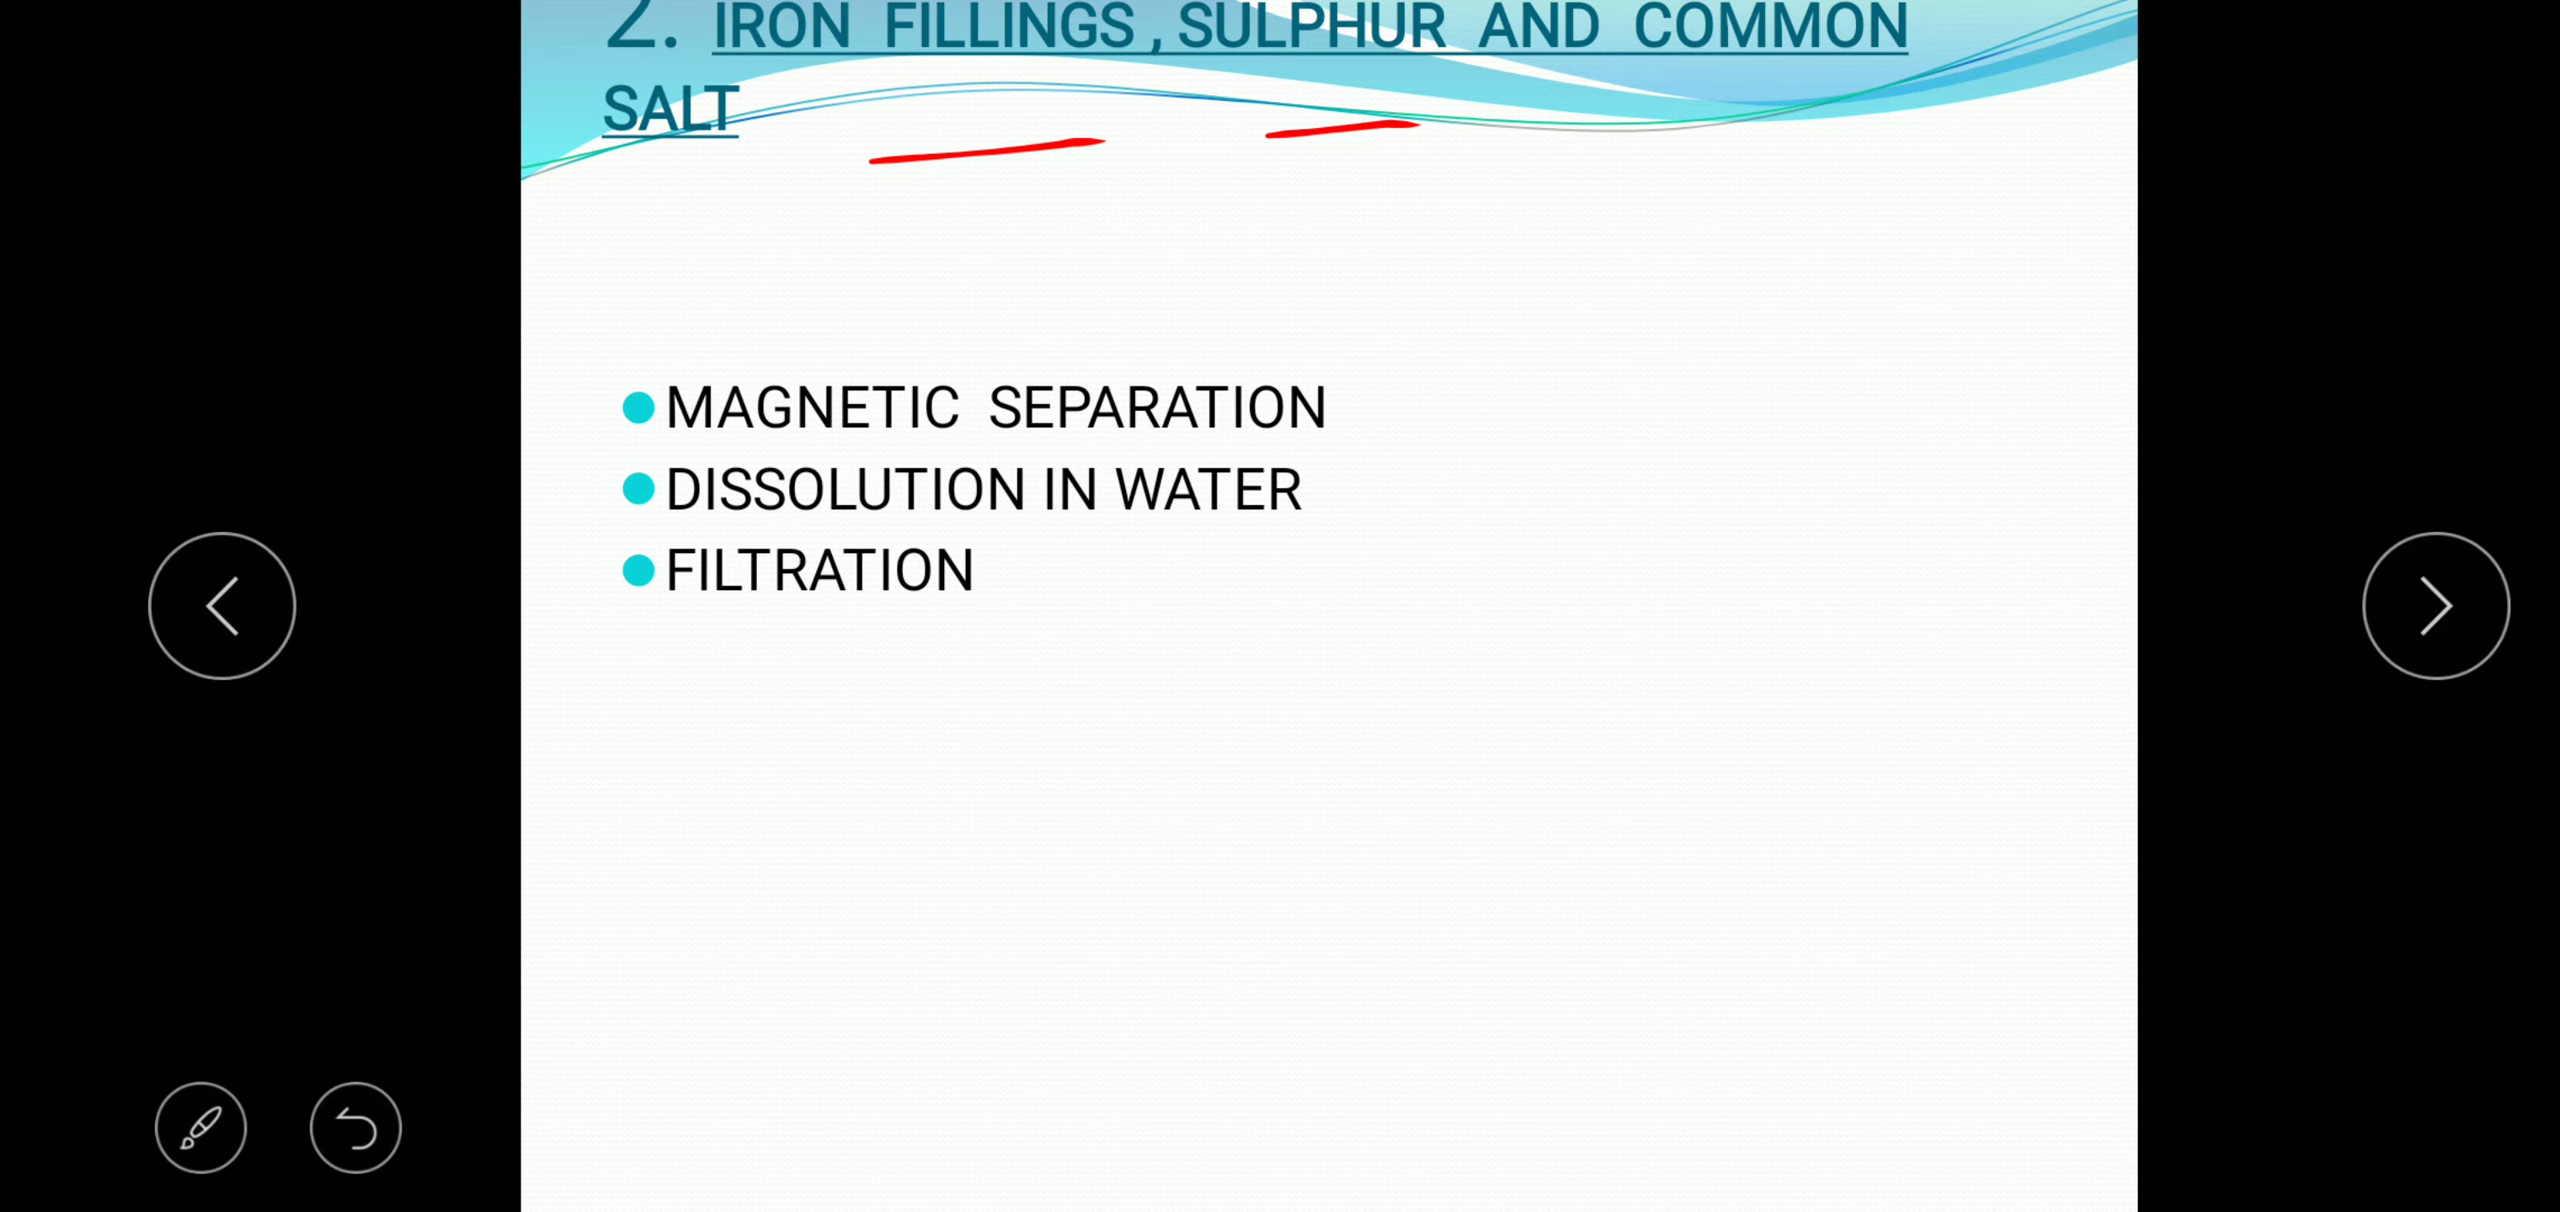 2. IRON FILLINGS , SULPHUR AND COMMON
SALT
MAGNETIC SEPARATION
DISSOLUTION IN WATER
FILTRATION